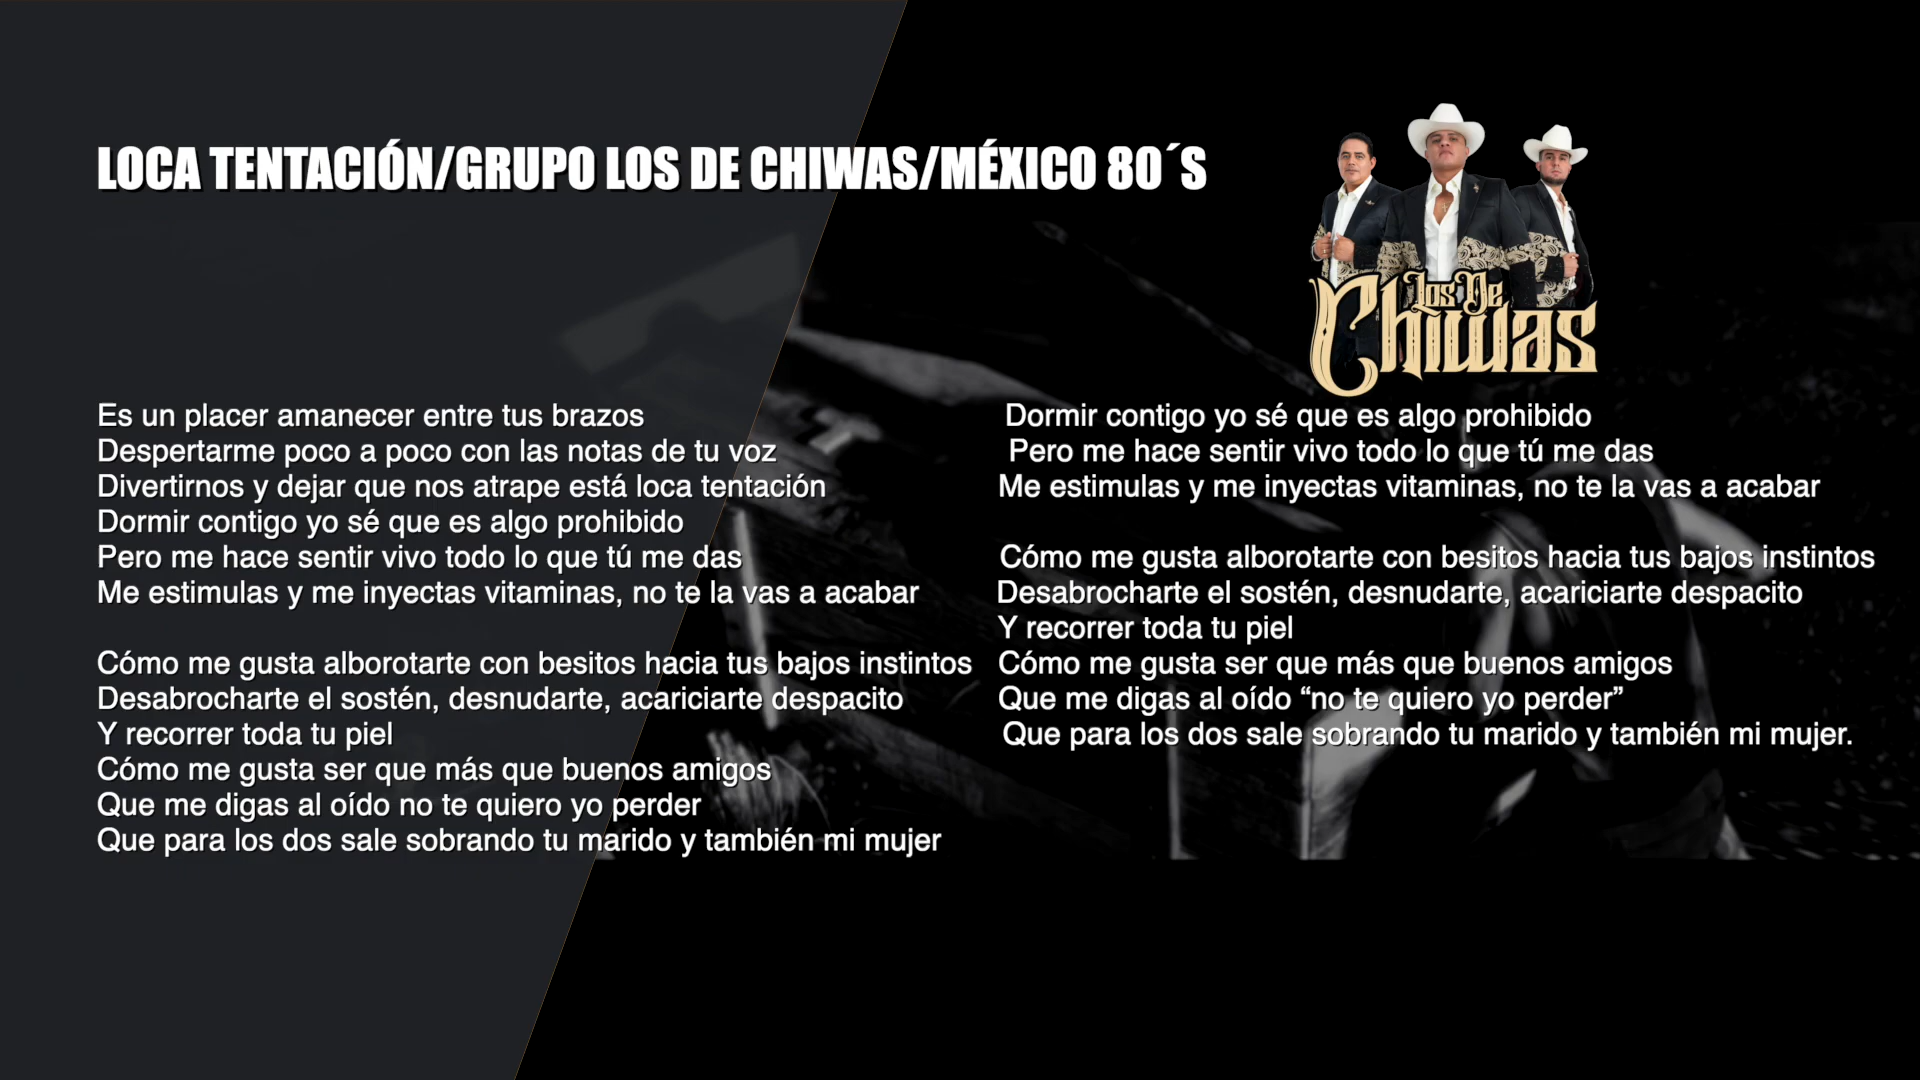 LOCA TENTACIÓN/GRUPO LOS DE CHIWAS/MÉXICO 80´S
Los De
Chiwas
Es un placer amanecer entre tus brazos
Despertarme poco a poco con las notas de tu voz
Divertirnos y dejar que nos atrape está loca tentación
Dormir contigo yo sé que es algo prohibido
Pero me hace sentir vivo todo lo que tú me das
Me estimulas y me inyectas vitaminas, no te la vas a acabar
Cómo me gusta alborotarte con besitos hacia tus bajos instintos
Desabrocharte el sostén, desnudarte, acariciarte despacito
Y recorrer toda tu piel
Cómo me gusta ser que más que buenos amigos
Que me digas al oído no te quiero yo perder
Que para los dos sale sobrando tu marido y también mi mujer
Dormir contigo yo sé que es algo prohibido
Pero me hace sentir vivo todo lo que tú me das
Me estimulas y me inyectas vitaminas, no te la vas a acabar
Cómo me gusta alborotarte con besitos hacia tus bajos instintos
Desabrocharte el sostén, desnudarte, acariciarte despacito
Y recorrer toda tu piel
Cómo me gusta ser que más que buenos amigos
Que me digas al oído “no te quiero yo perder”
Que para los dos sale sobrando tu marido y también mi mujer.